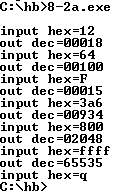 C:\hb>8-2a.exe
input hex=12
out dec=00018
input hex=64
out dec=00100
input hex=F
out dec=00015
input hex=3a6
out dec=00934
input hex=800
out dec=02048
input hex=ffff
out dec=65535
input hex=q
C:\hb>